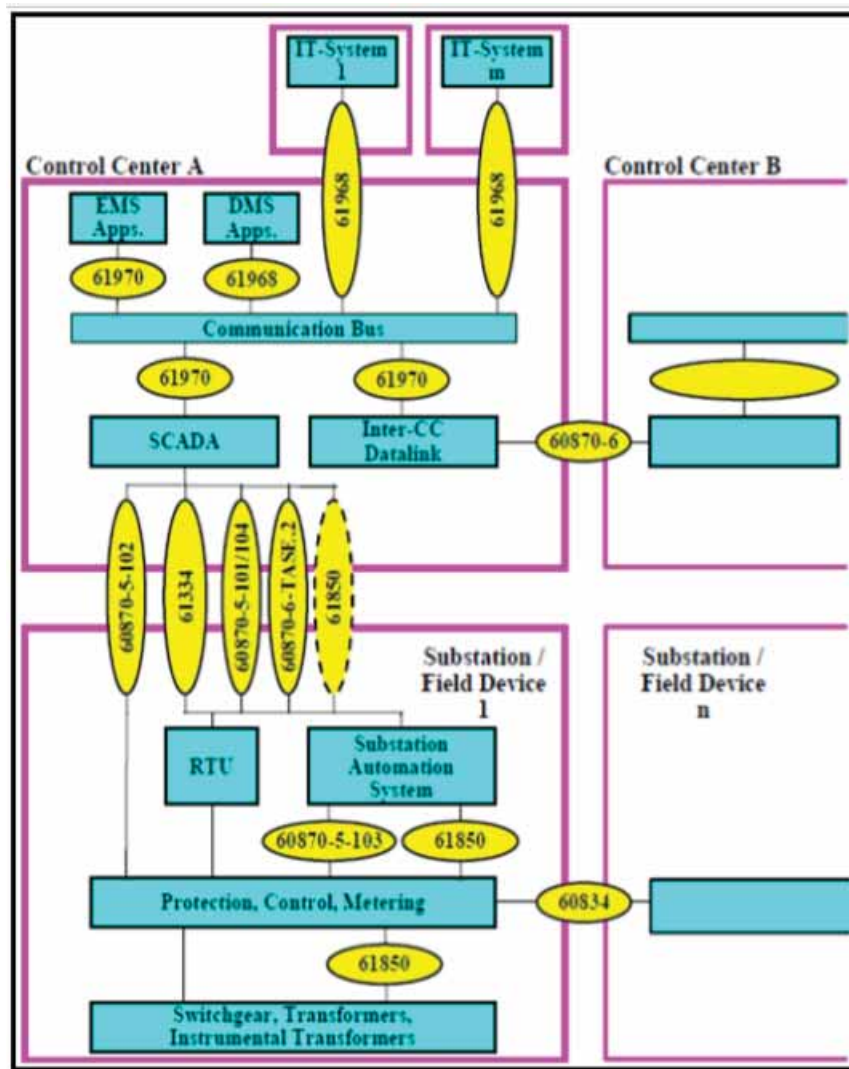 IT-System
1
IT-System
m
61968
61968
Control Center A
Control Center B
EMS
Apps.
DMS
Apps.
61970
61968
Communication Bus
61970
61970
SCADA
Inter-CC
Datalink
60870-6
60870-5-102
61334
60870-5-101/104
60870-6-TASE.2
61850
Substation /
Field Device
1
Substation /
Field Device
n
RTU
Substation
Automation
System
60870-5-103
61850
Protection, Control, Metering
60834
61850
Switchgear, Transformers,
Instrumental Transformers